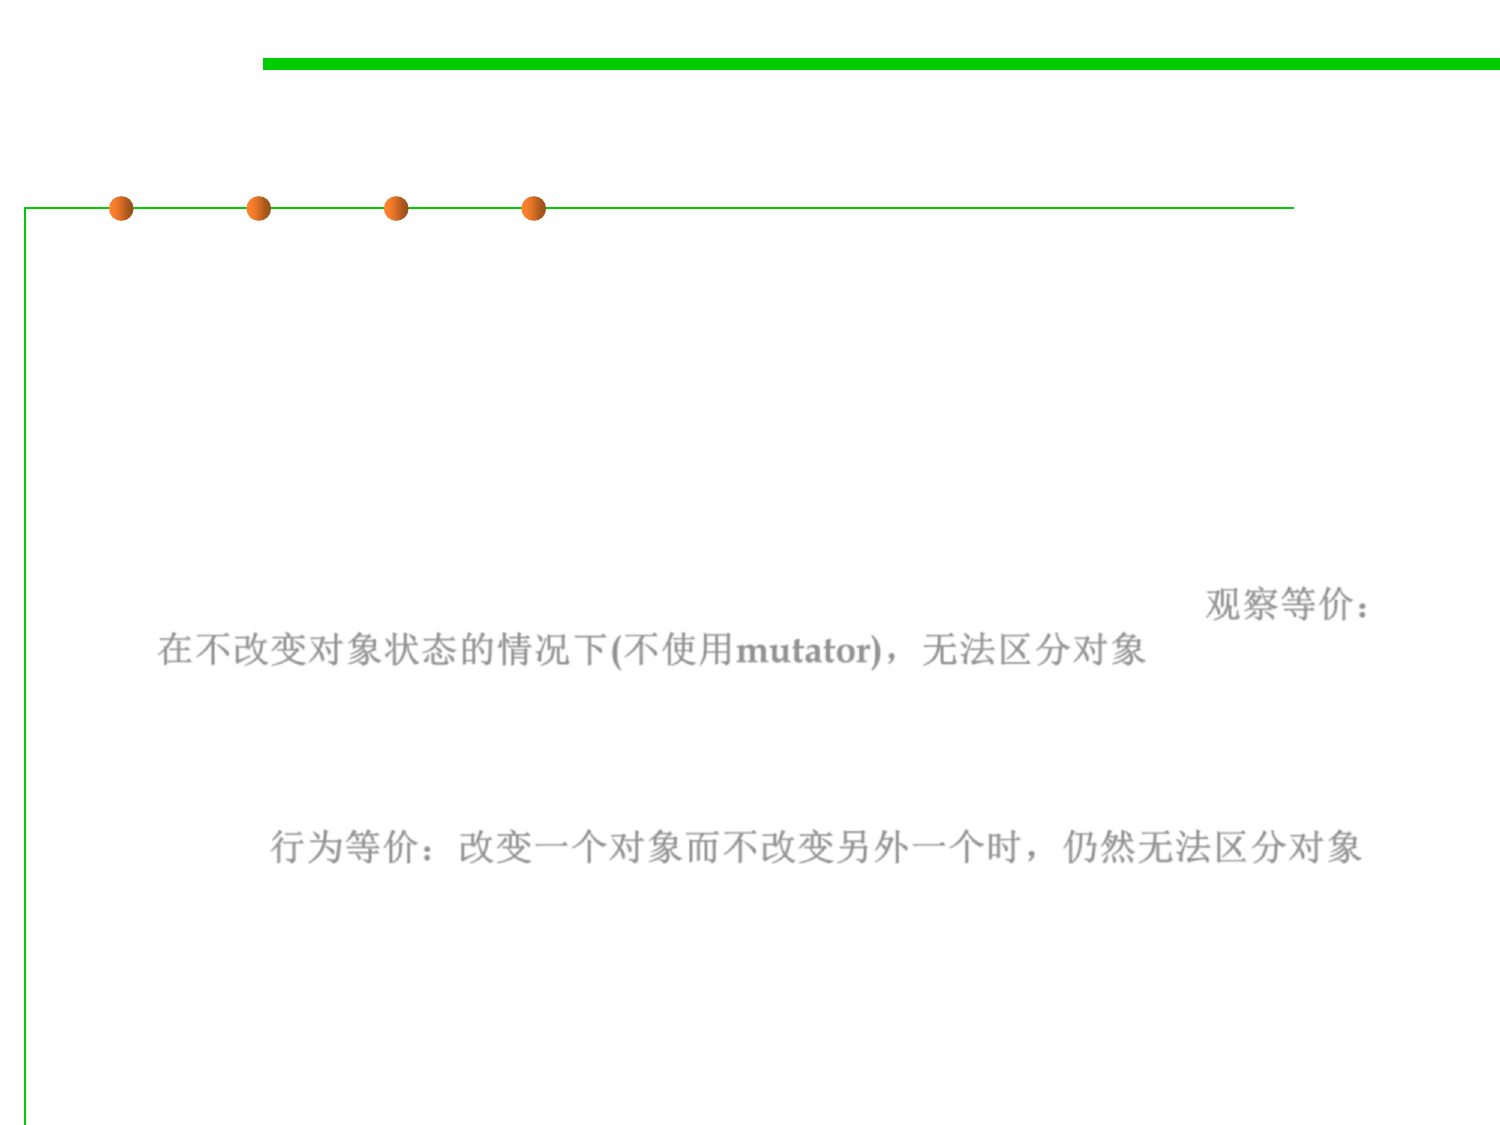 观察等价：
在不改变对象状态的情况下(不使用mutator)，无法区分对象
行为等价：改变一个对象而不改变另外一个时，仍然无法区分对象